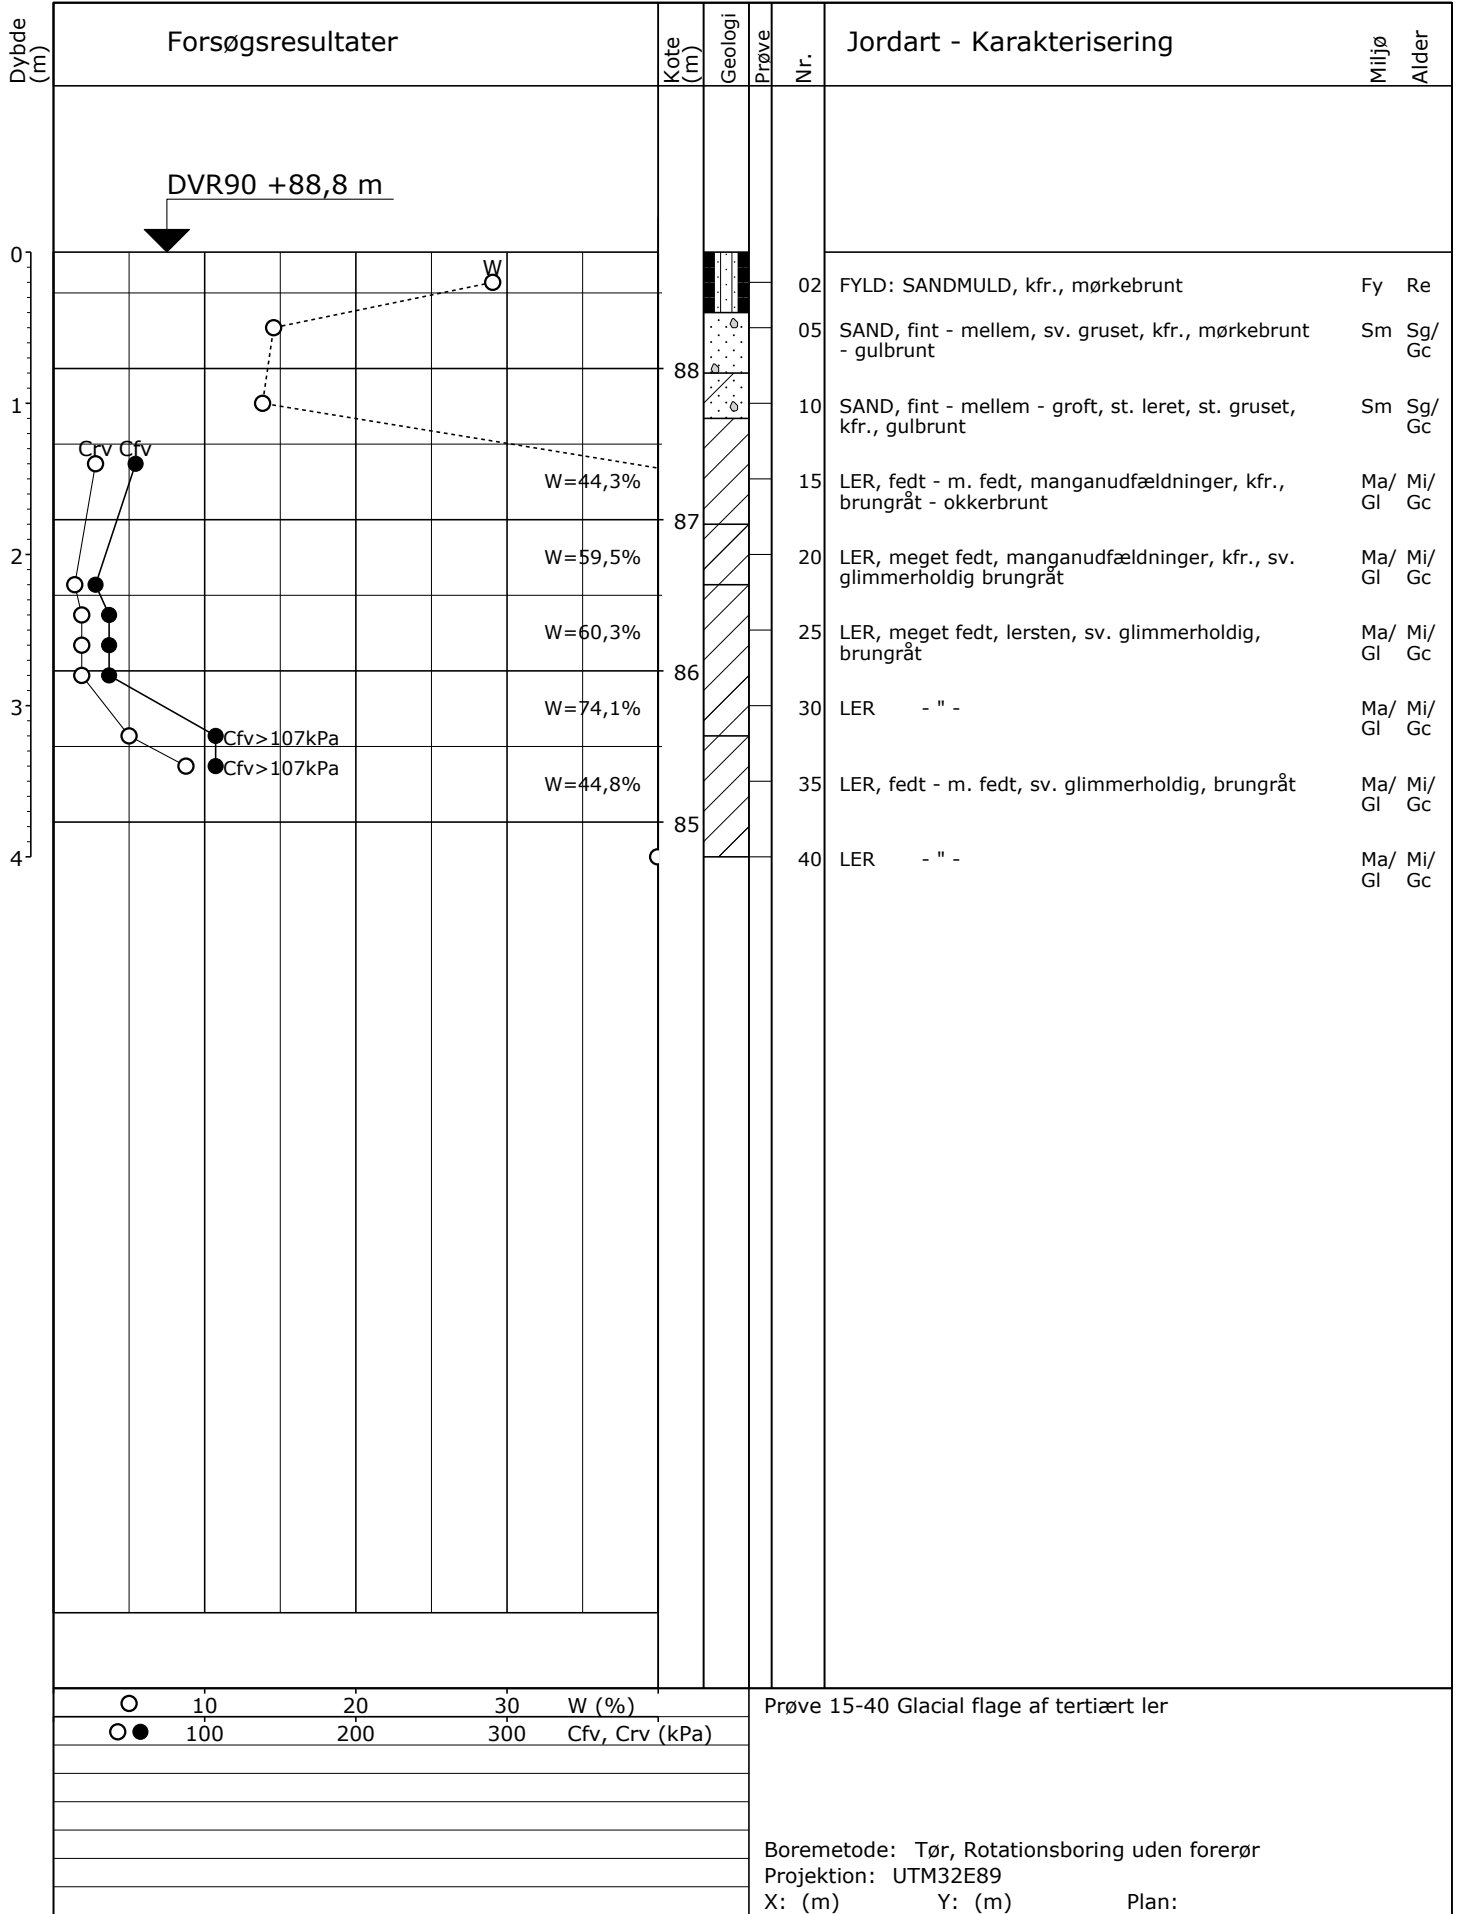 Dybde
(m)
Forsøgsresultater
Kote
(m)
Geologi
Prøve
Nr.
Jordart - Karakterisering
Miljø
Alder
DVR90 +88,8 m
0
W
02 FYLD: SANDMULD, kfr., mørkebrunt Fy Re
05 SAND, fint - mellem, sv. gruset, kfr., mørkebrunt Sm Sg/
- gulbrunt Gc
88
1
10 SAND, fint - mellem - groft, st. leret, st. gruset, Sm Sg/
kfr., gulbrunt Gc
Crv Cfv
W=44,3% 15 LER, fedt - m. fedt, manganudfældninger, kfr., Ma/ Mi/
brungråt - okkerbrunt Gl Gc
87
2
W=59,5% 20 LER, meget fedt, manganudfældninger, kfr., sv. Ma/ Mi/
glimmerholdig brungråt Gl Gc
W=60,3% 25 LER, meget fedt, lersten, sv. glimmerholdig, Ma/ Mi/
brungråt Gl Gc
86
3
W=74,1% 30 LER - " - Ma/ Mi/
Gl Gc
Cfv>107kPa
Cfv>107kPa
W=44,8% 35 LER, fedt - m. fedt, sv. glimmerholdig, brungråt Ma/ Mi/
Gl Gc
85
4
40 LER - " - Ma/ Mi/
Gl Gc
10 20 30 W (%)
100 200 300 Cfv, Crv (kPa)
Prøve 15-40 Glacial flage af tertiært ler
Boremetode: Tør, Rotationsboring uden forerør
Projektion: UTM32E89
X: (m) Y: (m) Plan: